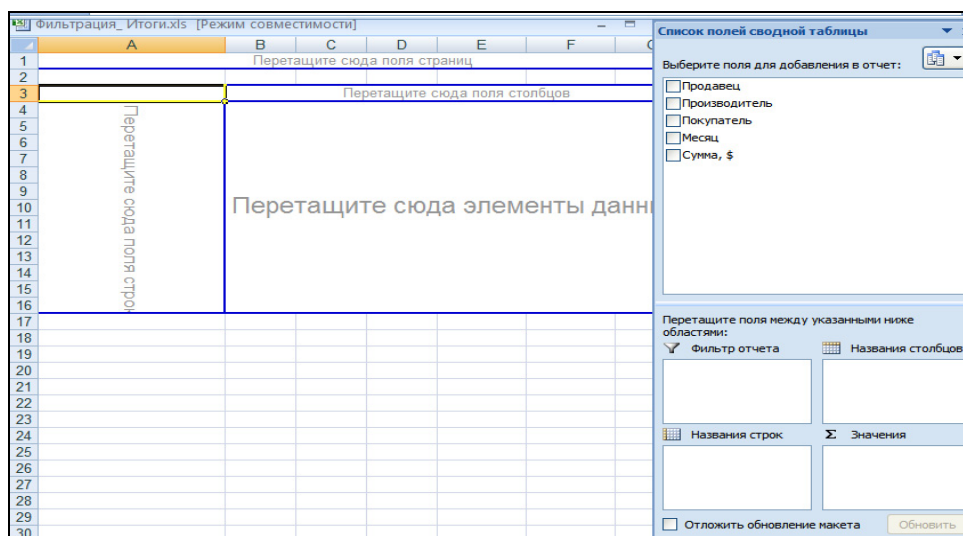 Фильтрация_ Итоги.xls [Режим совместимости]
A B C D E F
1 Перетащите сюда поля страниц
2
3 Перетащите сюда поля столбцов
4
5
6
7
8
9
10
11
12
13
14
15
16
Перетащите сюда поля строк
Перетащите сюда элементы данн
17
18
19
20
21
22
23
24
25
26
27
28
29
30
Список полей сводной таблицы
Выберите поля для добавления в отчет:
Продавец
Производитель
Покупатель
Месяц
Сумма, $
Перетащите поля между указанными ниже
областями:
Фильтр отчета Названия столбцов
Названия строк Σ Значения
Отложить обновление макета Обновить